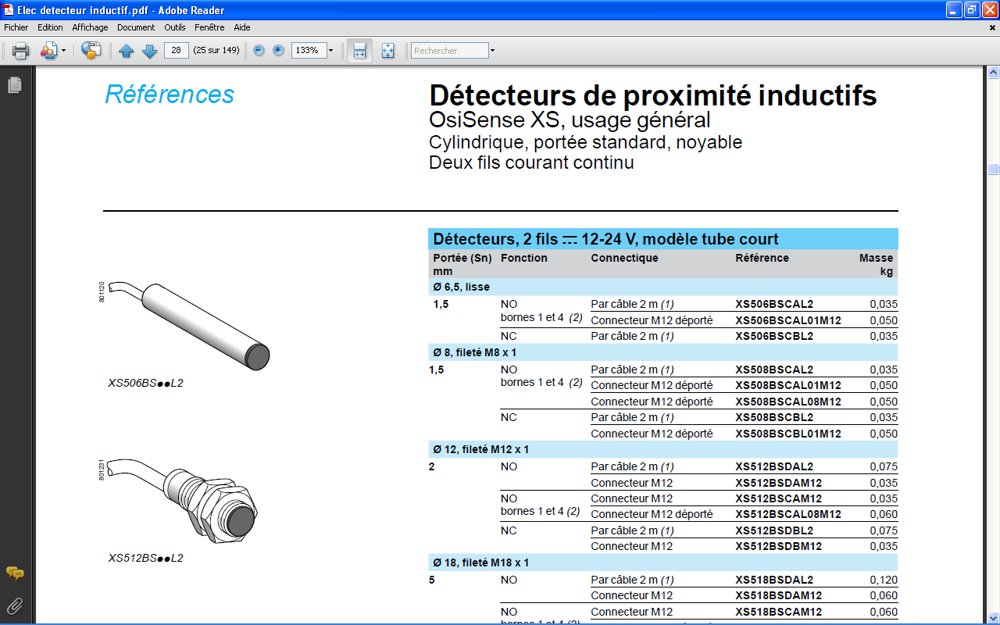 Elec detecteur inductif.pdf - Adobe Reader
Fichier Edition Affichage Document Outils Fenêtre Aide
28 (25 sur 149) 133% Rechercher
Références
Détecteurs de proximité inductifs
OsiSense XS, usage général
Cylindrique, portée standard, noyable
Deux fils courant continu
Détecteurs, 2 fils ⎓ 12-24 V, modèle tube court
Portée (Sn) Fonction Connectique Référence Masse
mm kg
Ø 6,5, lisse
1,5 NO Par câble 2 m (1) XS506BSCAL2 0,035
bornes 1 et 4 (2) Connecteur M12 déporté XS506BSCAL01M12 0,050
NC Par câble 2 m (1) XS506BSCBL2 0,035
Ø 8, fileté M8 x 1
1,5 NO Par câble 2 m (1) XS508BSCAL2 0,035
bornes 1 et 4 (2) Connecteur M12 déporté XS508BSCAL01M12 0,050
Connecteur M12 déporté XS508BSCAL08M12 0,050
NC Par câble 2 m (1) XS508BSCBL2 0,035
Connecteur M12 déporté XS508BSCBL01M12 0,050
Ø 12, fileté M12 x 1
2 NO Par câble 2 m (1) XS512BSDAL2 0,075
Connecteur M12 XS512BSDAM12 0,035
NO Connecteur M12 XS512BSCAM12 0,035
bornes 1 et 4 (2) Connecteur M12 déporté XS512BSCAL08M12 0,060
NC Par câble 2 m (1) XS512BSDBL2 0,075
Connecteur M12 XS512BSDBM12 0,035
Ø 18, fileté M18 x 1
5 NO Par câble 2 m (1) XS518BSDAL2 0,120
Connecteur M12 XS518BSDAM12 0,060
NO Connecteur M12 XS518BSCAM12 0,060
801120
XS506BS●●L2
801231
XS512BS●●L2